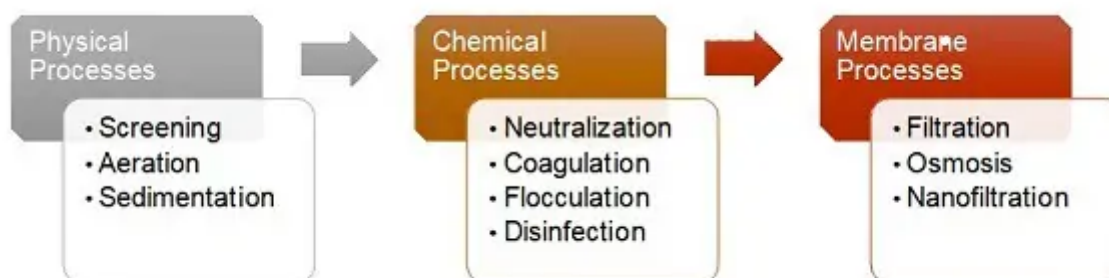 Physical
Processes
• Screening
• Aeration
• Sedimentation
Chemical
Processes
• Neutralization
• Coagulation
• Flocculation
• Disinfection
Membrane
Processes
• Filtration
• Osmosis
• Nanofiltration